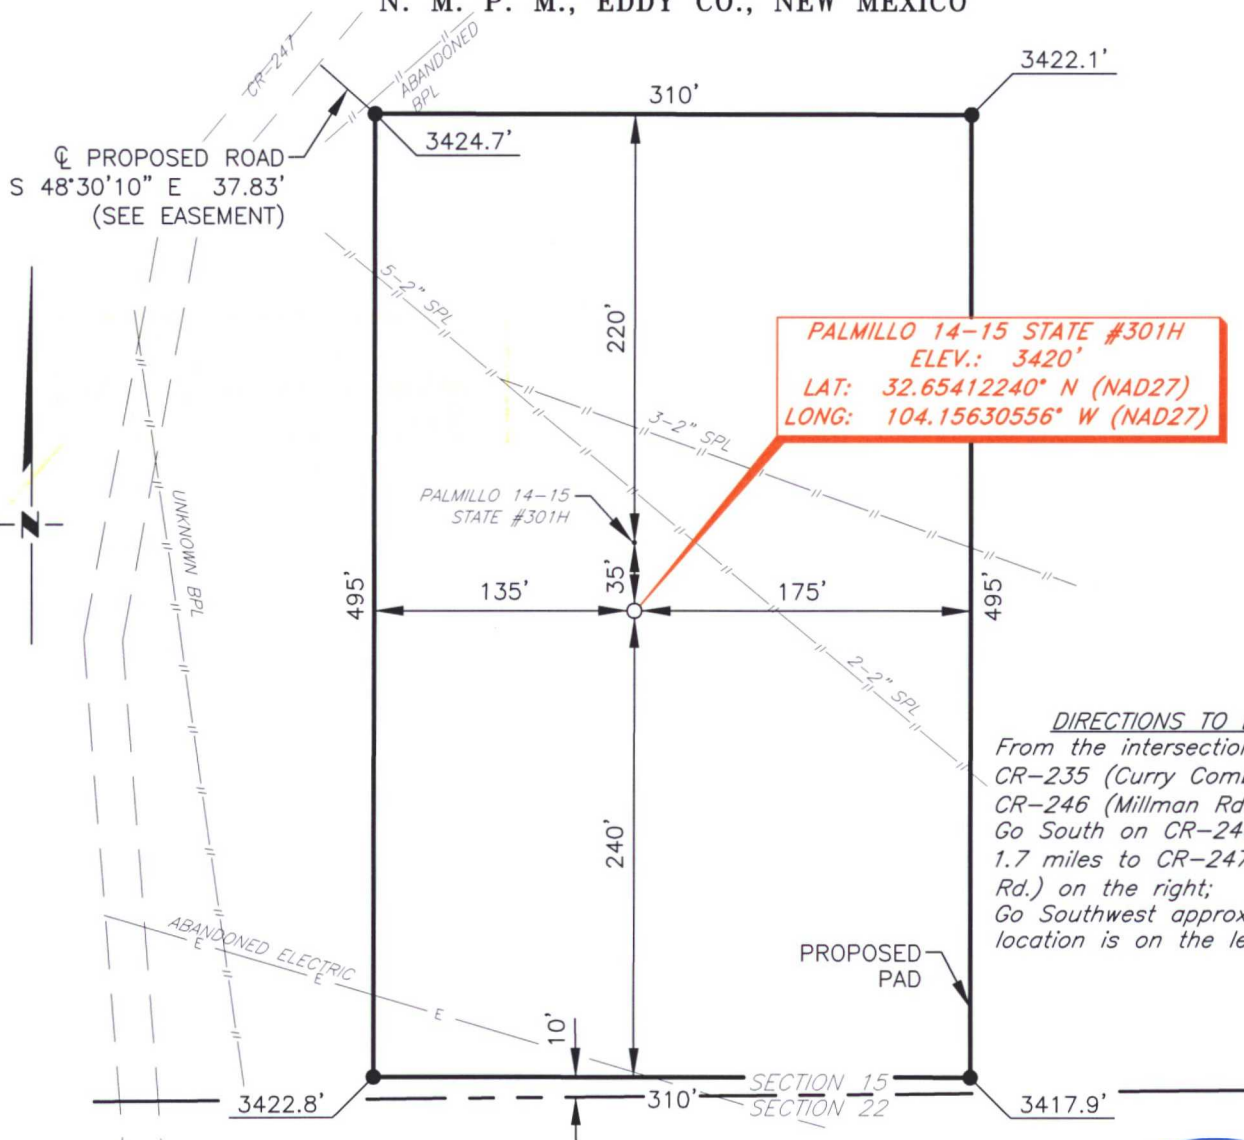 N. M. P. M., EDDY CO., NEW MEXICO
CR-247
ABANDONED
BPL
310'
3422.1'
3424.7'
℄ PROPOSED ROAD
S 48°30'10" E 37.83'
(SEE EASEMENT)
5-2" SPL
220'
PALMILLO 14-15 STATE #301H
ELEV.: 3420'
LAT: 32.65412240° N (NAD27)
LONG: 104.15630556° W (NAD27)
3-2" SPL
PALMILLO 14-15
STATE #301H
N
UNKNOWN BPL
495'
135'
35'
175'
495'
2-2" SPL
DIRECTIONS TO
From the intersection
CR-235 (Curry Com
CR-246 (Millman Rd
Go South on CR-24
1.7 miles to CR-247
Rd.) on the right;
Go Southwest approx
location is on the le
240'
ABANDONED ELECTRIC
E
E
E
PROPOSED
PAD
10'
SECTION 15
310'
SECTION 22
3422.8'
3417.9'